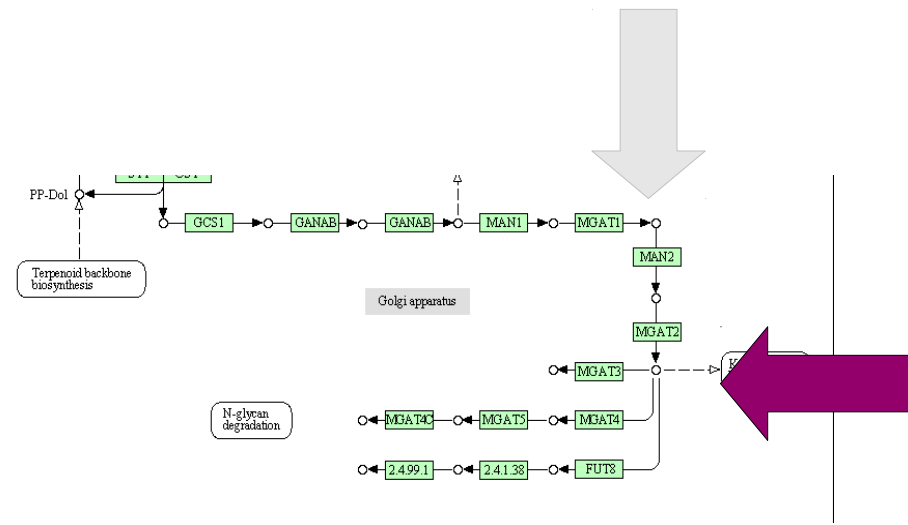 PP-Dol
GCS1
GANAB
GANAB
MAN1
MGAT1
MAN2
Terpenoid backbone
biosynthesis
Golgi apparatus
MGAT2
MGAT3
N-glycan
degradation
MGAT4C
MGAT5
MGAT4
2.4.99.1
2.4.1.38
FUT8